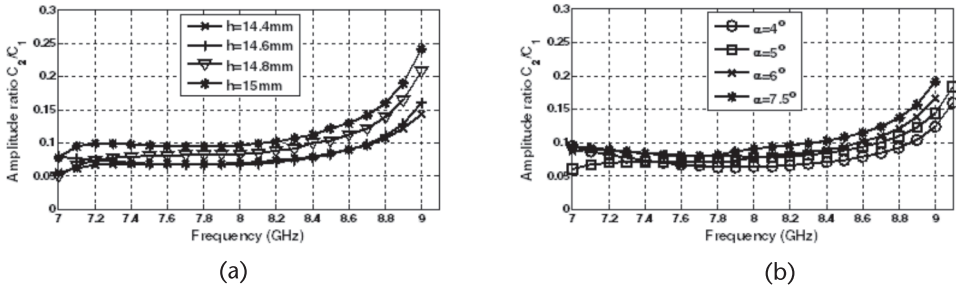 0.3
0.25
0.2
0.15
0.1
0.05
0
Amplitude ratio C2/C1
h=14.4mm
h=14.6mm
h=14.8mm
h=15mm
7 7.2 7.4 7.6 7.8 8 8.2 8.4 8.6 8.8 9
Frequency (GHz)
(a)
0.3
0.25
0.2
0.15
0.1
0.05
0
Amplitude ratio C2/C1
α=4°
α=5°
α=6°
α=7.5°
7 7.2 7.4 7.6 7.8 8 8.2 8.4 8.6 8.8 9
Frequency (GHz)
(b)